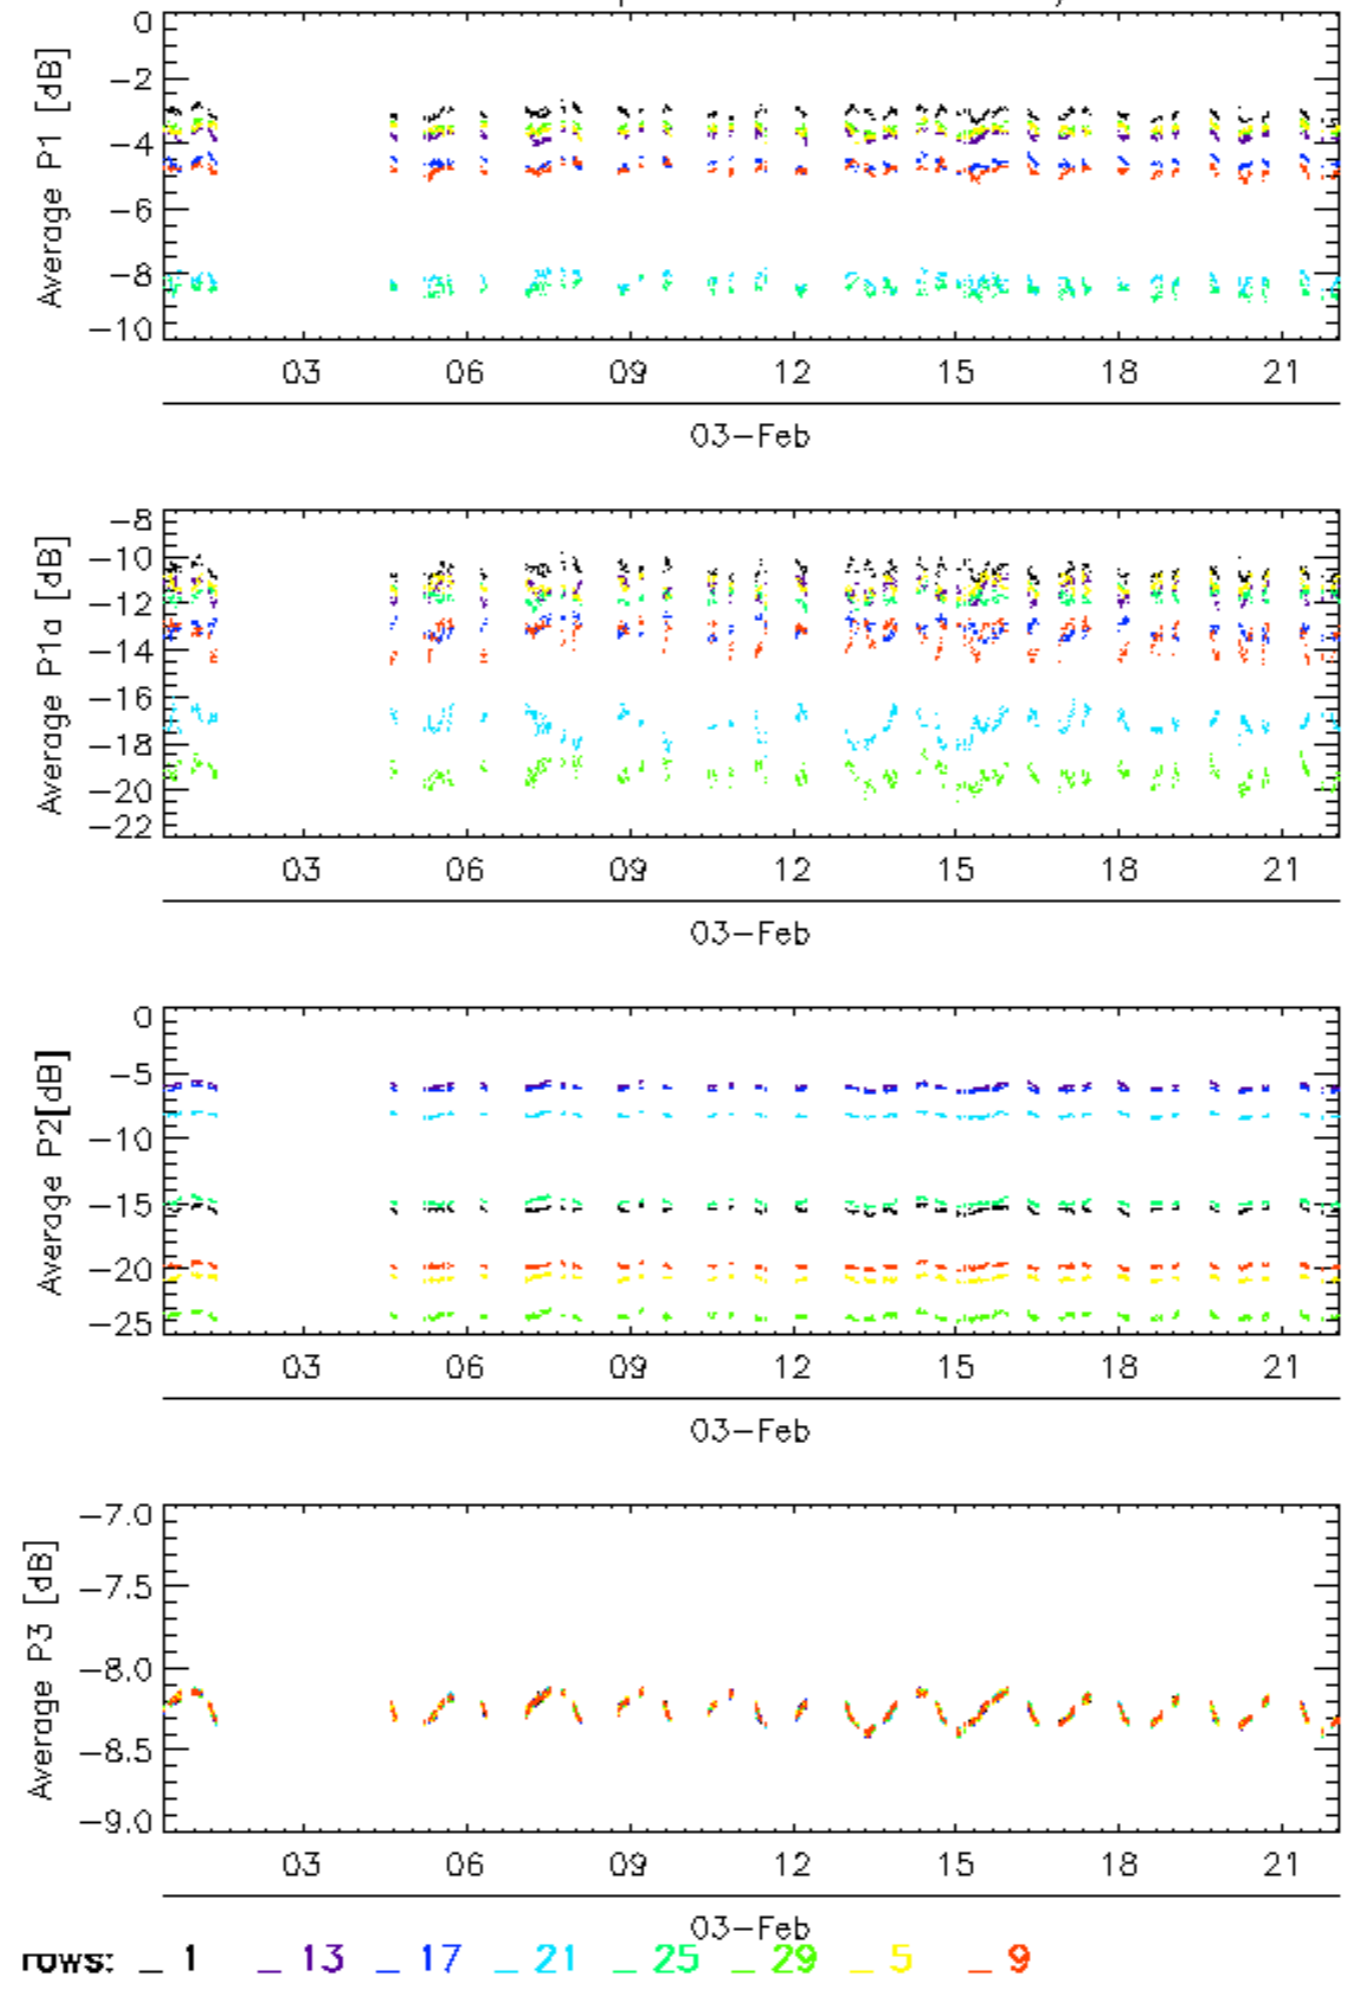 0
−2
−4
−6
−8
−10
Average P1 [dB]
03 06 09 12 15 18 21
03−Feb
−8
−10
−12
−14
−16
−18
−20
−22
Average P1a [dB]
03 06 09 12 15 18 21
03−Feb
0
−5
−10
−15
−20
−25
Average P2[dB]
03 06 09 12 15 18 21
03−Feb
−7.0
−7.5
−8.0
−8.5
−9.0
Average P3 [dB]
03 06 09 12 15 18 21
03−Feb
rows: _ 1 _ 13 _ 17 _ 21 _ 25 _ 29 _ 5 _ 9